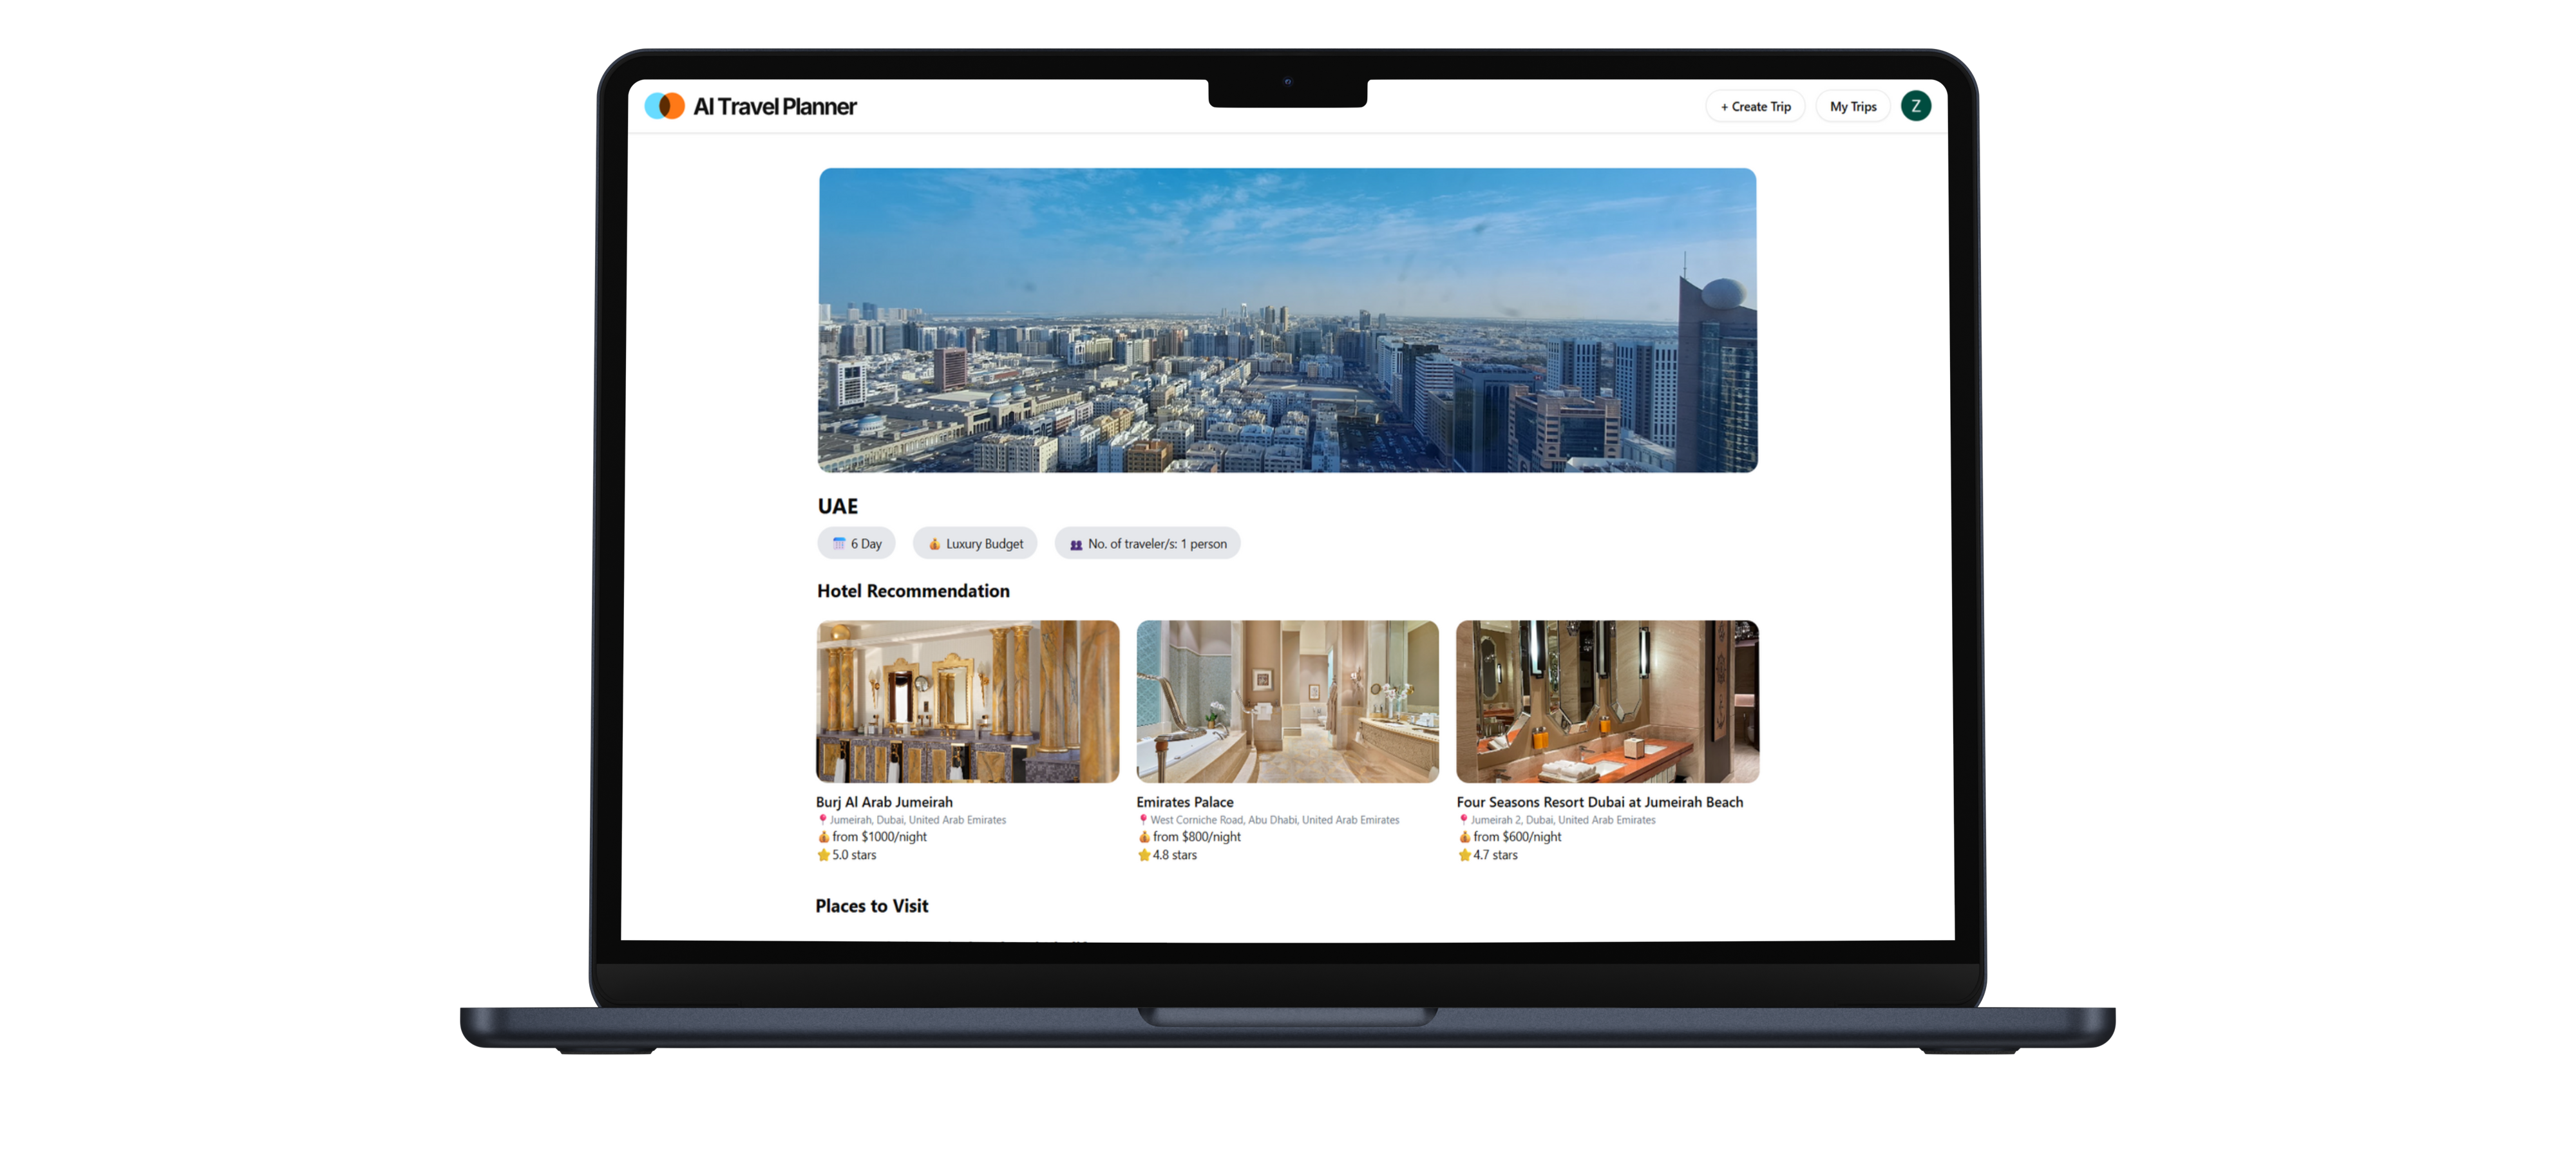 AI Travel Planner
+ Create Trip
My Trips
Z
UAE
6 Day
Luxury Budget
No. of traveler/s: 1 person
Hotel Recommendation
Burj Al Arab Jumeirah
Jumeirah, Dubai, United Arab Emirates
from $1000/night
5.0 stars
Emirates Palace
West Corniche Road, Abu Dhabi, United Arab Emirates
from $800/night
4.8 stars
Four Seasons Resort Dubai at Jumeirah Beach
Jumeirah 2, Dubai, United Arab Emirates
from $600/night
4.7 stars
Places to Visit